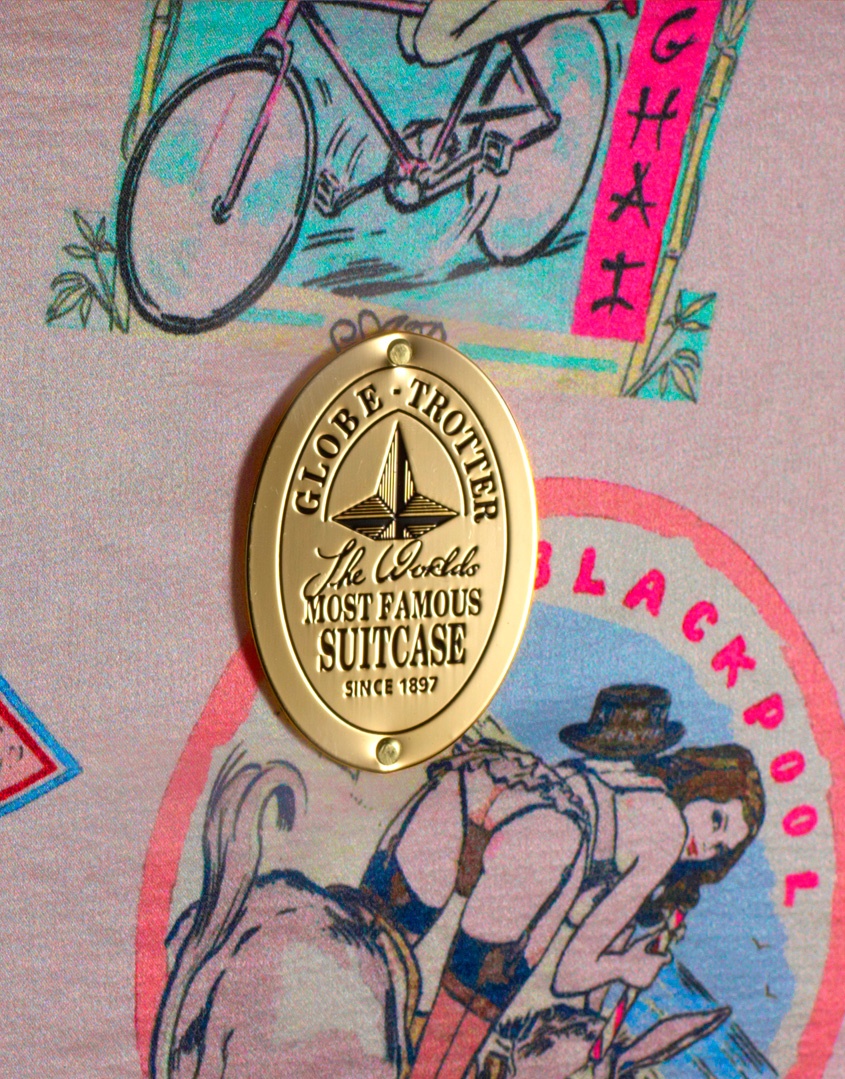 GHAI
GLOBE-TROTTER
The Worlds
MOST FAMOUS
SUITCASE
SINCE 1897
BLACKPOOL